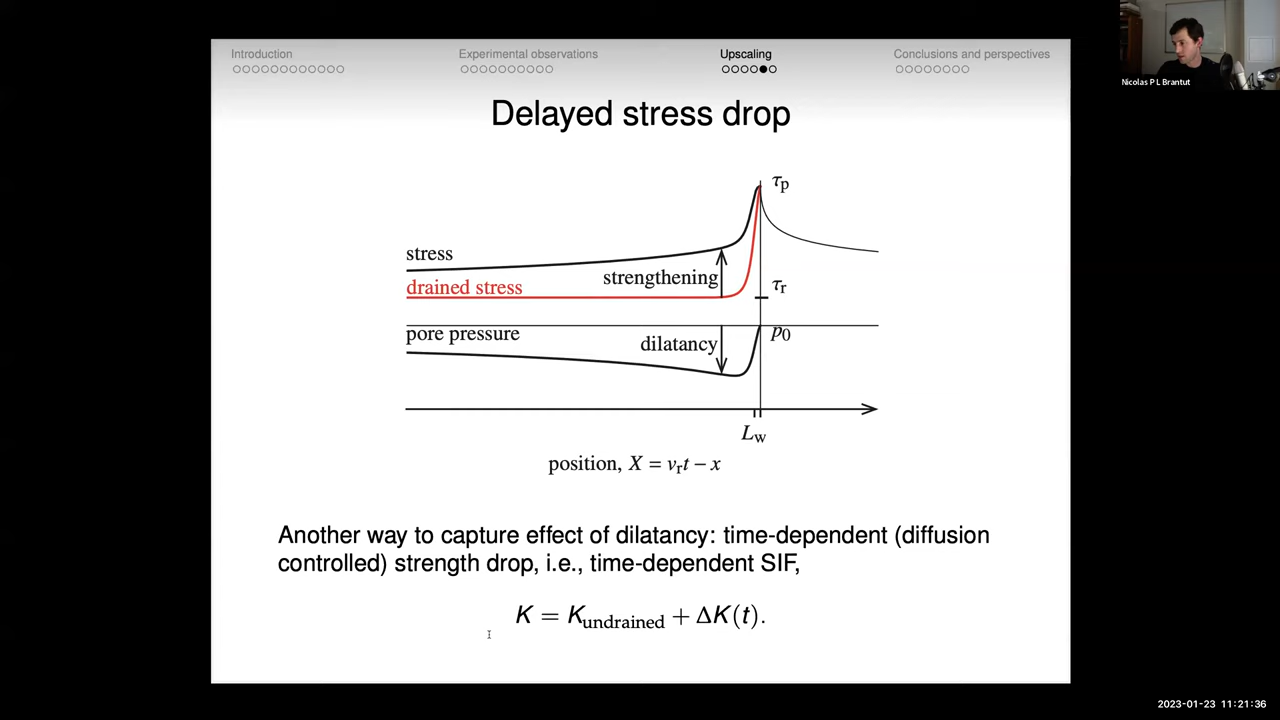 Introduction
Experimental observations
Upscaling
Conclusions and perspectives
Nicolas P L Brantut
Delayed stress drop
τp
stress
strengthening
drained stress
τr
pore pressure
p0
dilatancy
Lw
position, X = vrt − x
Another way to capture effect of dilatancy: time-dependent (diffusion
controlled) strength drop, i.e., time-dependent SIF,
K = Kundrained + ΔK(t).
2023-01-23 11:21:36